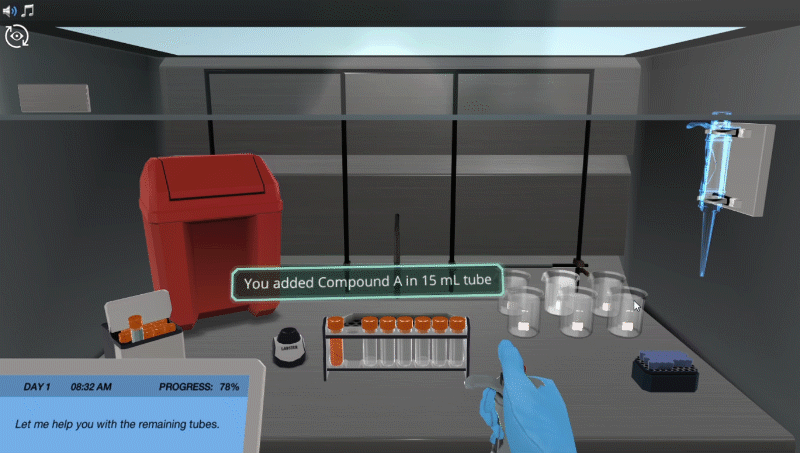 You added Compound A in 15 mL tube
DAY 1 08:32 AM PROGRESS: 78%
Let me help you with the remaining tubes.